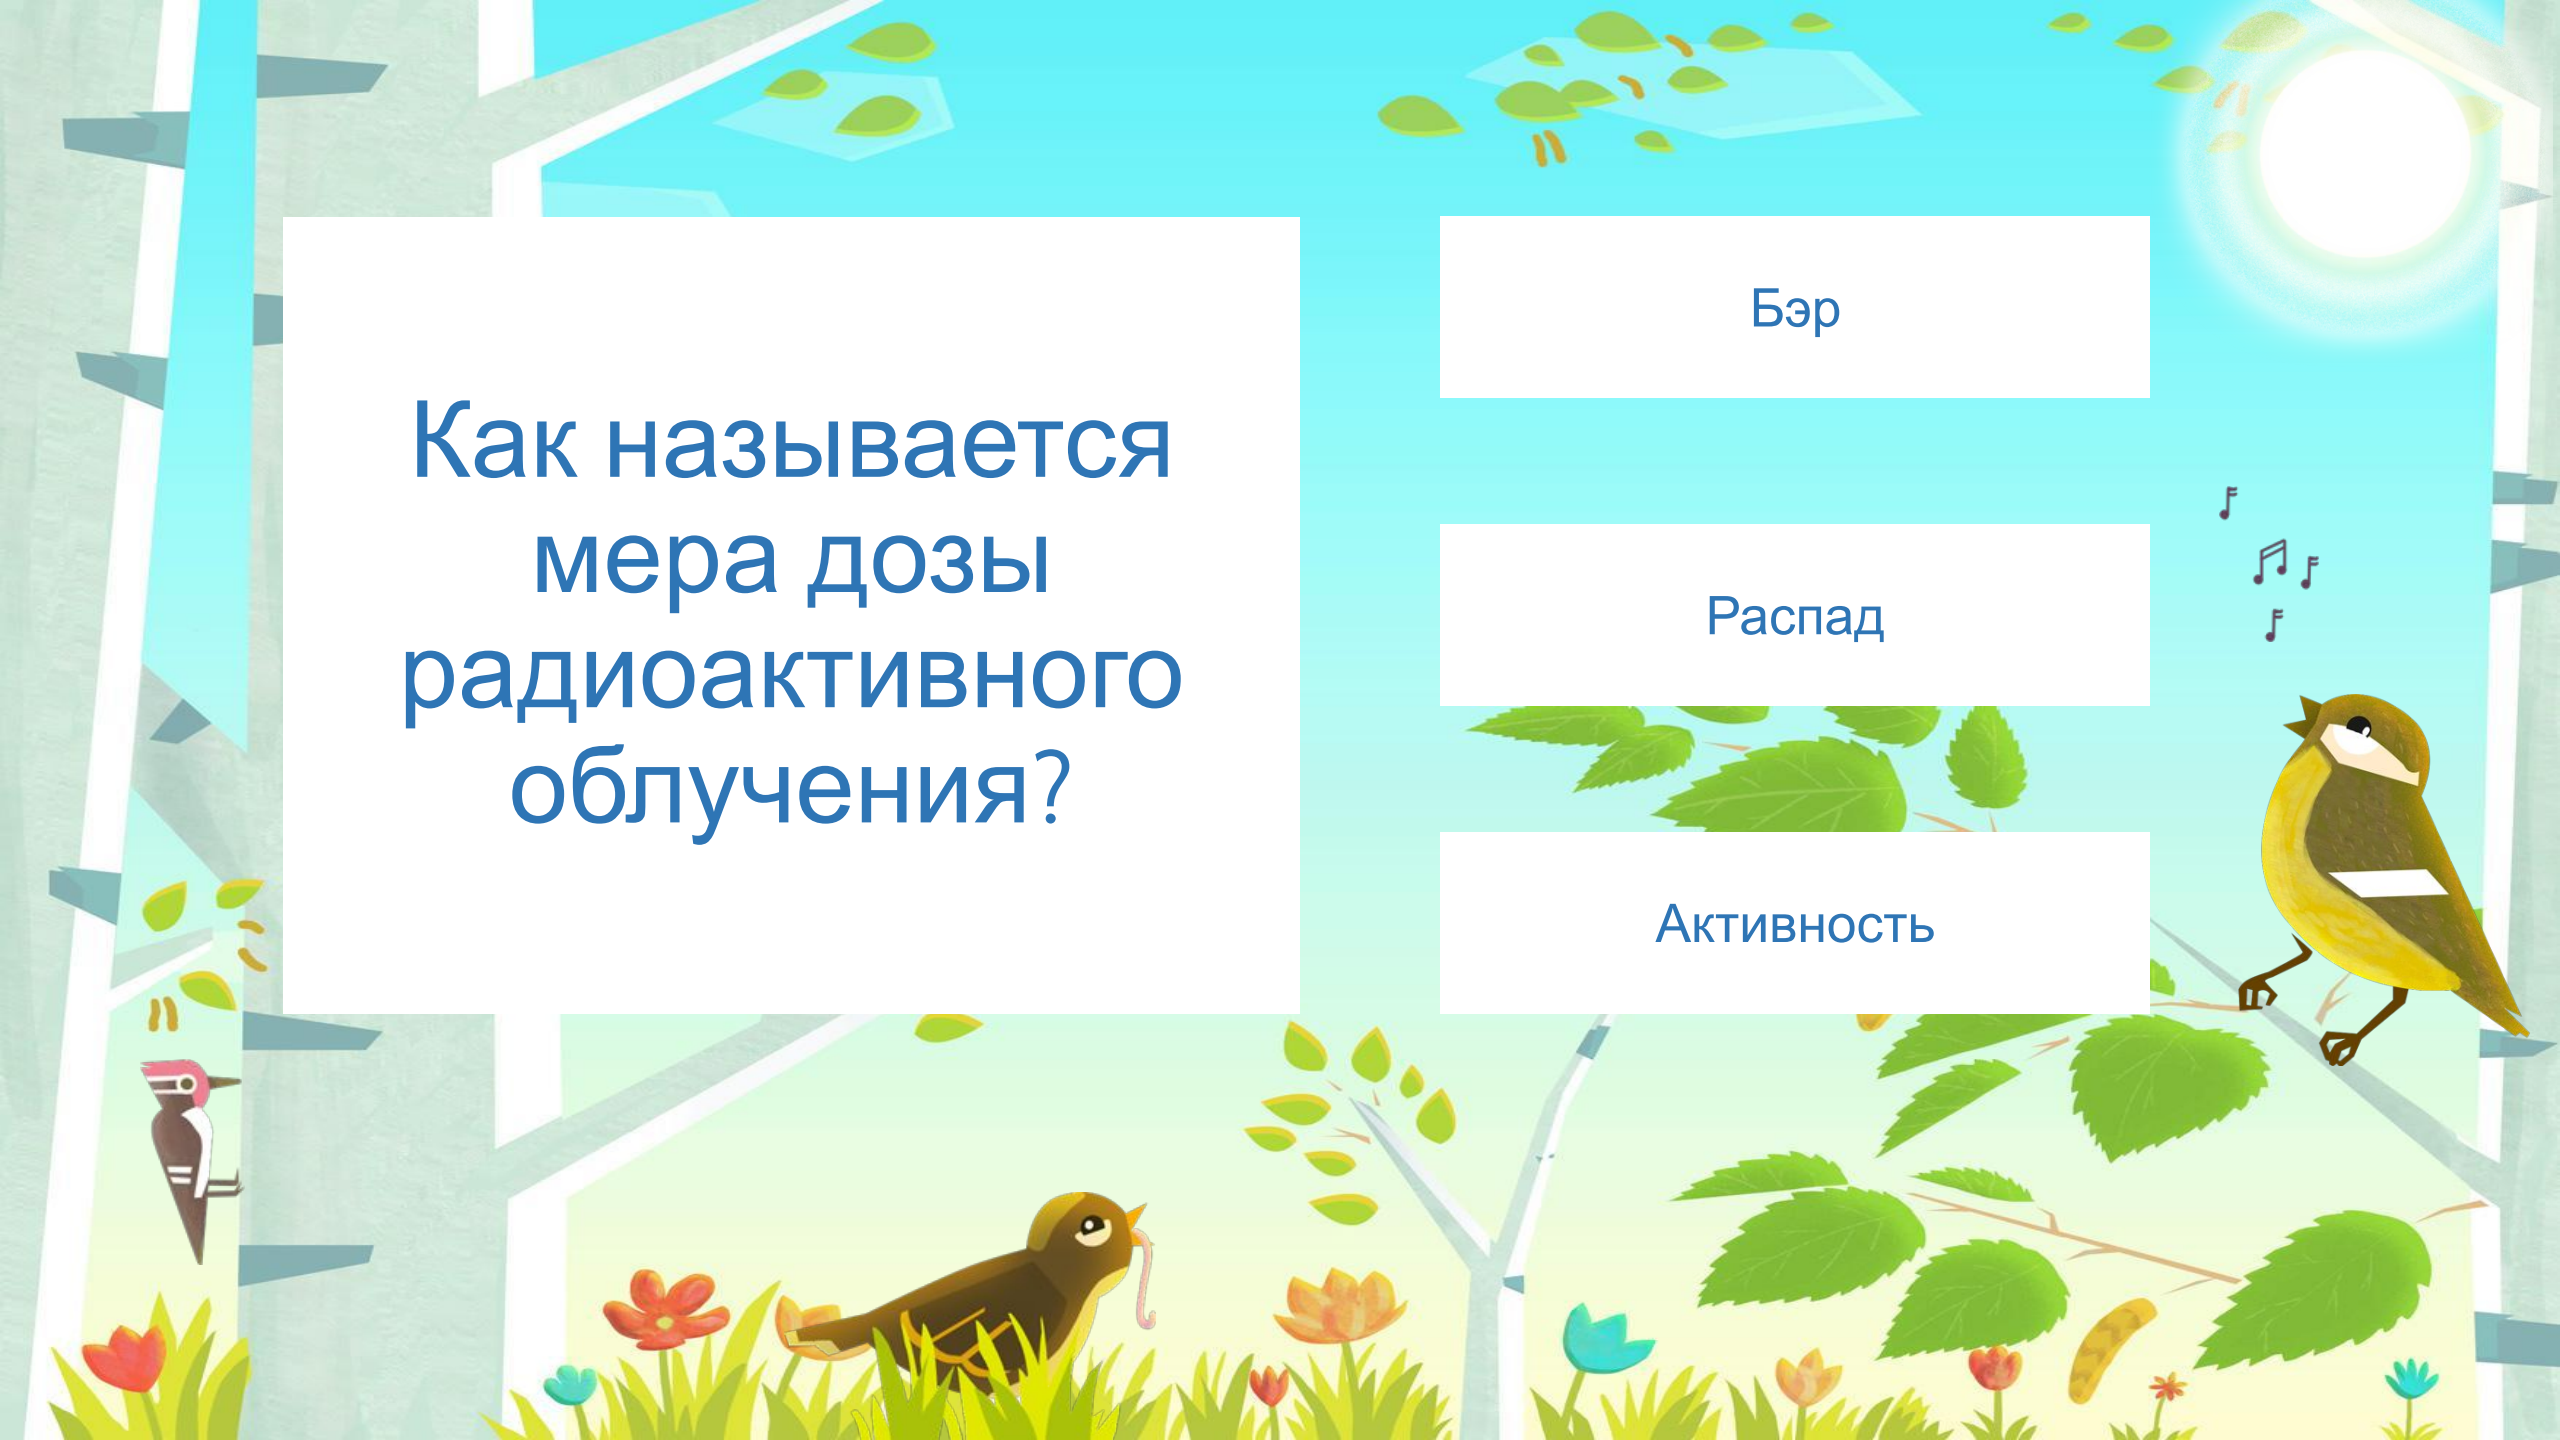 Как называется
мера дозы
радиоактивного
облучения?
Бэр
Распад
Активность